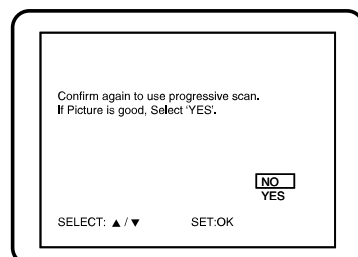 Confirm again to use progressive scan.
If Picture is good, Select ‘YES’.
NO
YES
SELECT: ▲ / ▼ SET:OK